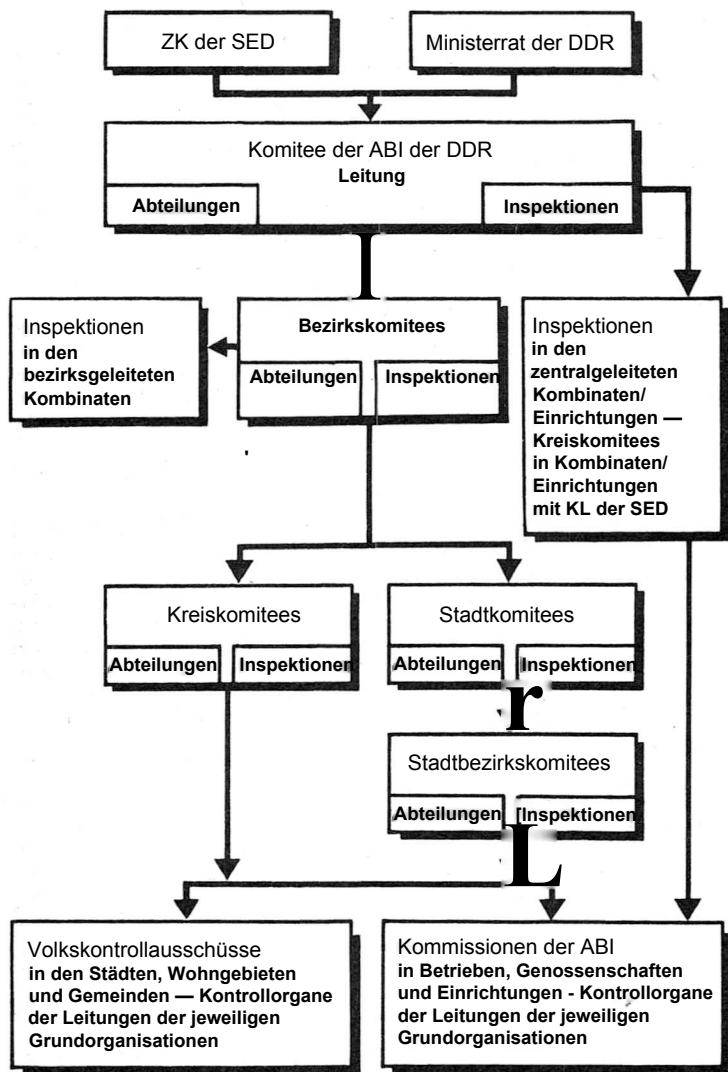 ZK der SED
Ministerrat der DDR
Komitee der ABI der DDR
Leitung
Abteilungen
Inspektionen
I
Inspektionen
in den
bezirksgeleiteten
Kombinaten
Bezirkskomitees
Abteilungen
Inspektionen
Inspektionen
in den
zentralgeleiteten
Kombinaten/
Einrichtungen —
Kreiskomitees
in Kombinaten/
Einrichtungen
mit KL der SED
Kreiskomitees
Abteilungen
Inspektionen
Stadtkomitees
Abteilungen
Inspektionen
r
Stadtbezirkskomitees
Abteilungen
[Inspektionen
L
Volkskontrollausschüsse
in den Städten, Wohngebieten
und Gemeinden — Kontrollorgane
der Leitungen der jeweiligen
Grundorganisationen
Kommissionen der ABI
in Betrieben, Genossenschaften
und Einrichtungen - Kontrollorgane
der Leitungen der jeweiligen
Grundorganisationen